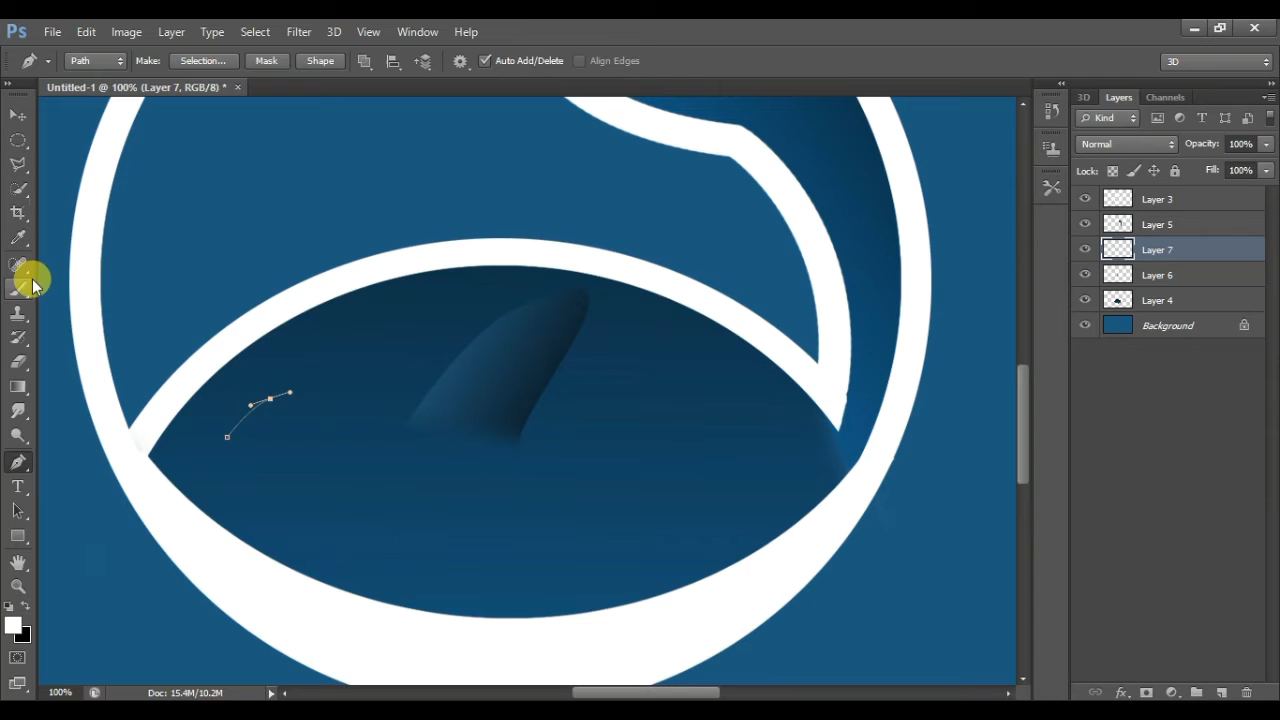 Ps File Edit Image Layer Type Select Filter 3D View Window Help
Path Make: Selection... Mask Shape Auto Add/Delete Align Edges 3D
Untitled-1 @ 100% (Layer 7, RGB/8) * ×
3D Layers Channels
Kind T
Normal Opacity: 100%
Lock: Fill: 100%
Layer 3
Layer 5
Layer 7
Layer 6
Layer 4
Background
T
100% Doc: 15.4M/10.2M
fx